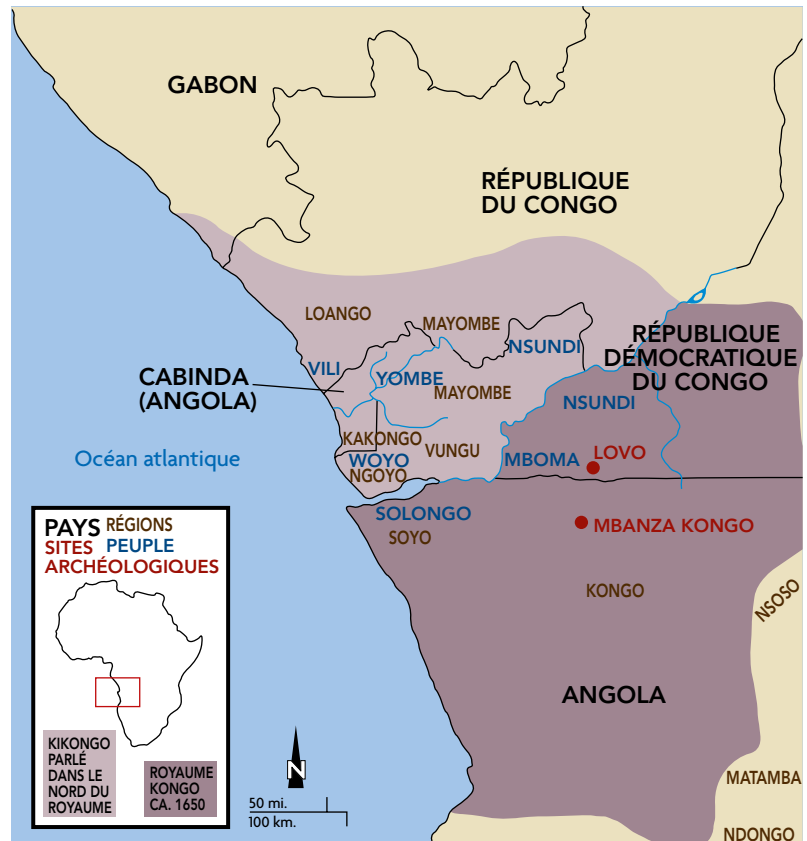 GABON
RÉPUBLIQUE
DU CONGO
LOANGO
MAYOMBE
NSUNDI
RÉPUBLIQUE
DÉMOCRATIQUE
DU CONGO
VILI
YOMBE
CABINDA
(ANGOLA)
MAYOMBE
NSUNDI
KAKONGO
VUNGU
Océan atlantique
WOYO
NGOYO
MBOMA
LOVO
SOLONGO
SOYO
MBANZA KONGO
KONGO
NSOSO
ANGOLA
MATAMBA
NDONGO
PAYS RÉGIONS
SITES PEUPLE
ARCHÉOLOGIQUES
KIKONGO
PARLÉ
DANS LE
NORD DU
ROYAUME
ROYAUME
KONGO
CA. 1650
N
50 mi.
100 km.